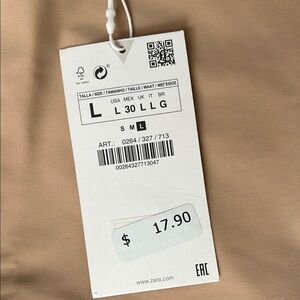 TALLA / SIZE / TAMANHO / TAILLE / MAAT /
USA MEX UK IT BR
L L 30 L L G
S M L
ART.: 0264 / 327 / 713
00264327713047
$ 17.90
www.zara.com
EAC